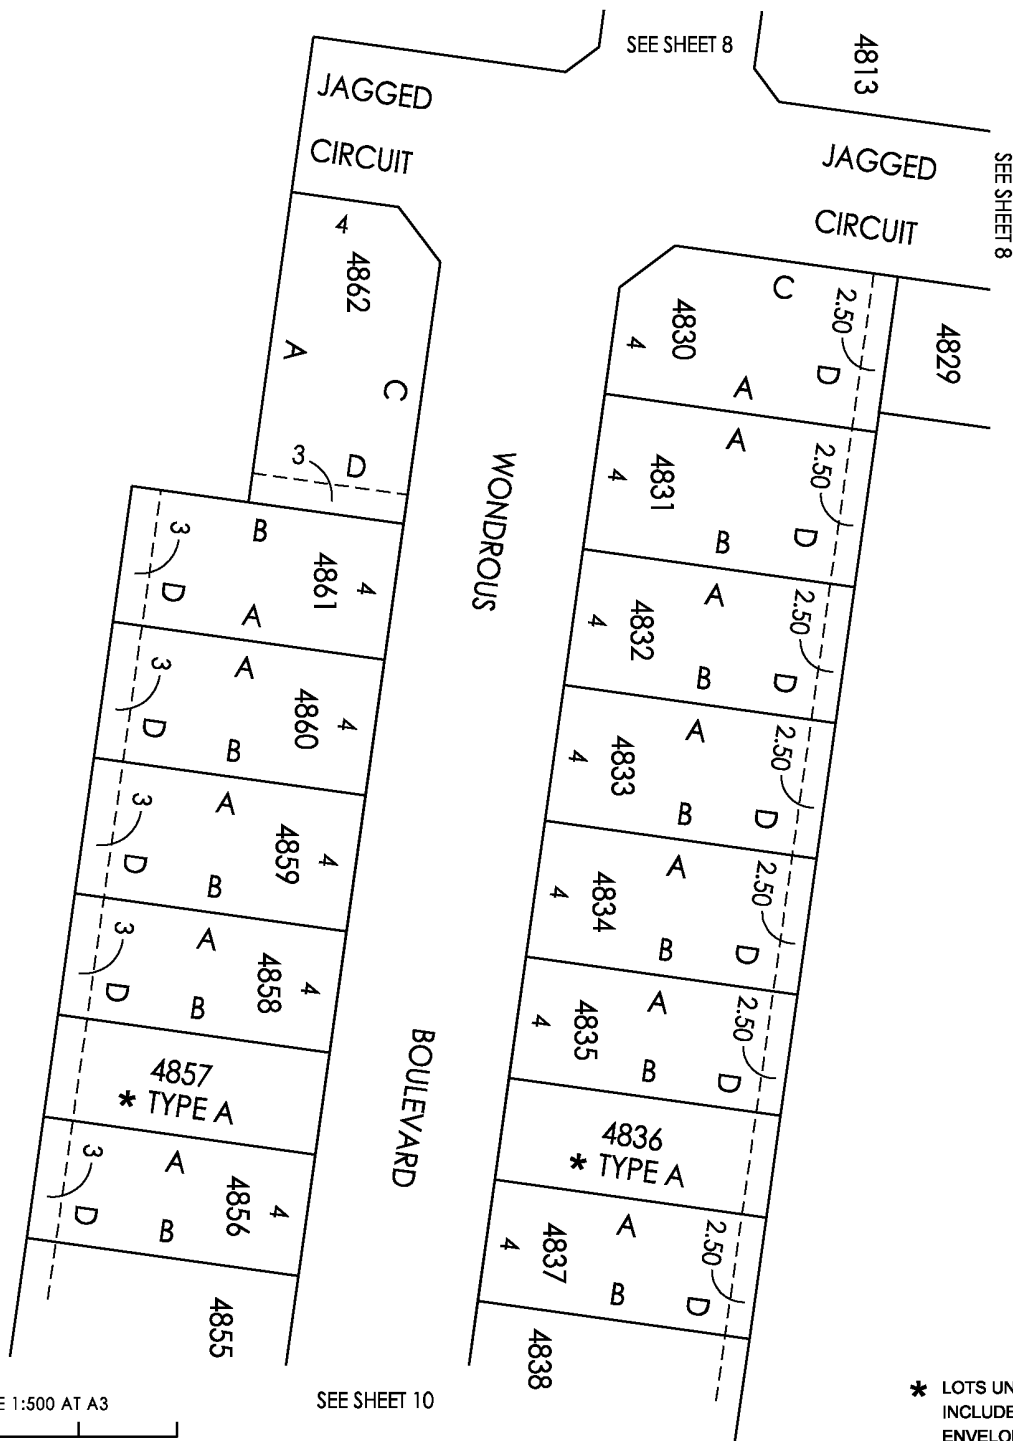 SEE SHEET 8
4813
JAGGED
CIRCUIT
JAGGED
CIRCUIT
SEE SHEET 8
4
4862
A
C
3
D
C
2.50
4830
4
D
A
4829
WONDROUS
BOULEVARD
A
2.50
4831
4
B
D
A
2.50
4832
4
B
D
A
2.50
4833
4
B
D
A
2.50
4834
4
B
D
A
2.50
4835
4
B
D
4836
* TYPE A
A
2.50
4837
4
B
D
4838
3
B
4861
4
D
A
3
A
4860
4
D
B
3
A
4859
4
D
B
3
A
4858
4
D
B
4857
* TYPE A
3
A
4856
4
D
B
4855
E 1:500 AT A3
SEE SHEET 10
* LOTS UN
INCLUDE
ENVELO